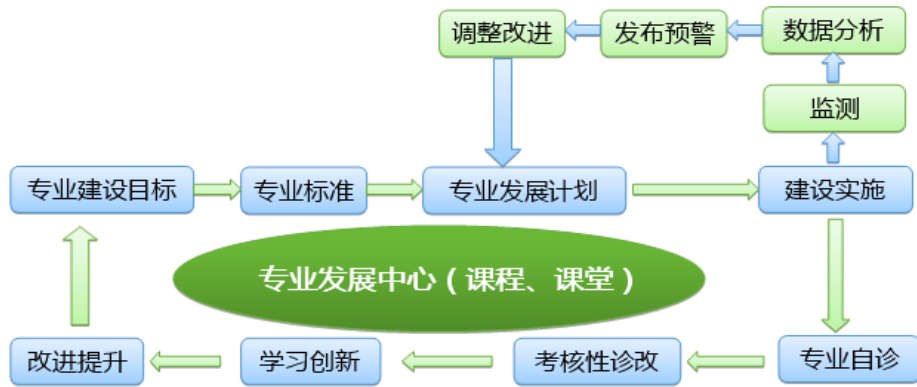 调整改进
发布预警
数据分析
监测
专业建设目标
专业标准
专业发展计划
建设实施
专业发展中心（课程、课堂）
改进提升
学习创新
考核性诊改
专业自诊